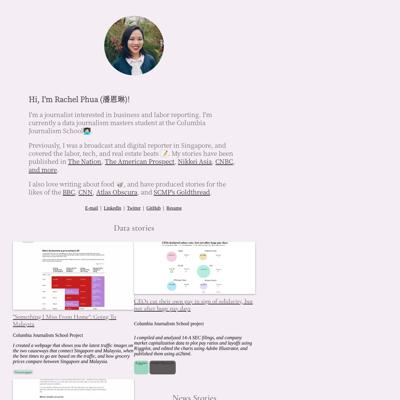 Hi, I'm Rachel Phua (潘恩琳)!
I'm a journalist interested in business and labor reporting. I'm
currently a data journalism masters student at the Columbia
Journalism School
Previously, I was a broadcast and digital reporter in Singapore, and
covered the labor, tech, and real estate beats 📝. My stories have been
published in The Nation, The American Prospect, Nikkei Asia, CNBC,
and more.
I also love writing about food 🍜, and have produced stories for the
likes of the BBC, CNN, Atlas Obscura, and SCMP's Goldthread.
E-mail | LinkedIn | Twitter | GitHub | Resume
Data stories
"Something I Miss From Home": Going To
Malaysia
Columbia Journalism School project
I created a webpage that shows you the latest traffic images on
the two causeways that connect Singapore and Malaysia, when
the best times to go are based on the traffic, and how grocery
prices compare between Singapore and Malaysia.
CEOs cut their own pay in sign of solidarity, but
not after huge pay days
Columbia Journalism School project
I compiled and analyzed 14-A SEC filings, and company
market capitalization data to plot pay ratios and layoffs using
ggplot, and edited the charts using Adobe Illustrator, and
published them using ai2html.
News Stories